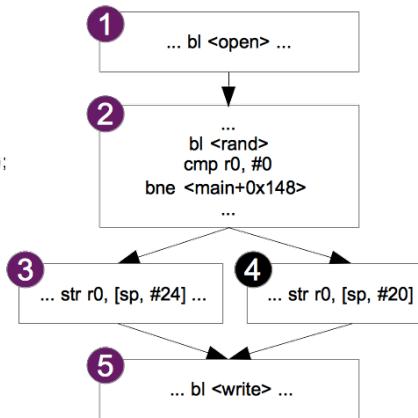 1
... bl <open> ...
2
...
bl <rand>
cmp r0, #0
bne <main+0x148>
...
;
3
... str r0, [sp, #24] ...
4
... str r0, [sp, #20]
5
... bl <write> ...